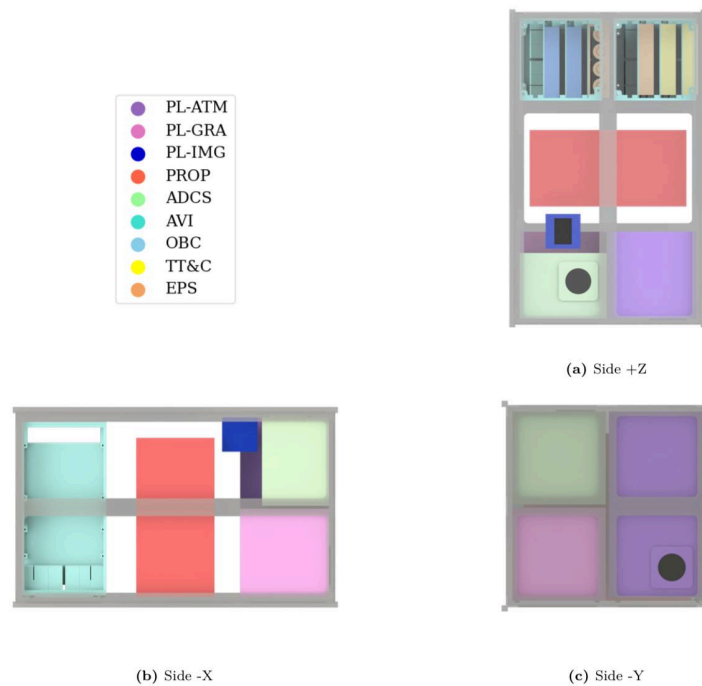 PL-ATM
PL-GRA
PL-IMG
PROP
ADCS
AVI
OBC
TT&C
EPS
(a) Side +Z
(b) Side -X
(c) Side -Y